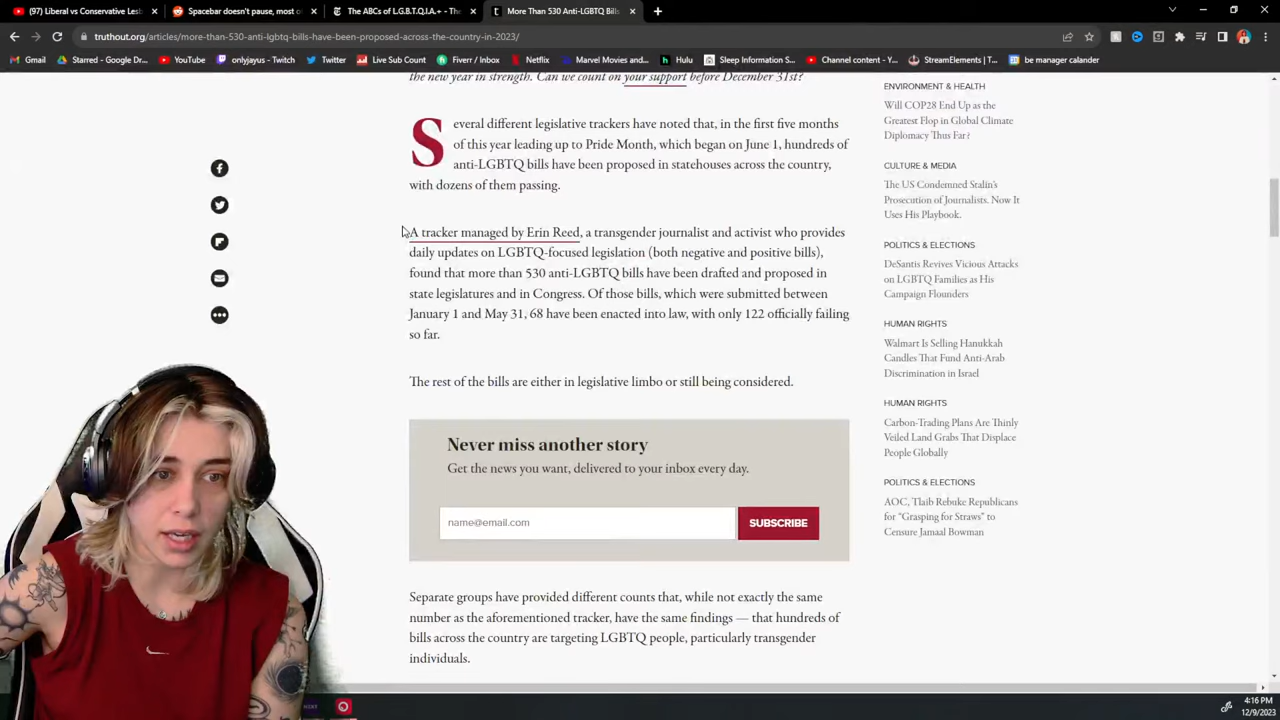 (97) Liberal vs Conservative Lesb
Spacebar doesn't pause, most of
The ABCs of L.G.B.T.Q.I.A.+ - The
More Than 530 Anti-LGBTQ Bills
truthout.org/articles/more-than-530-anti-lgbtq-bills-have-been-proposed-across-the-country-in-2023/
Gmail
Starred - Google Dr...
YouTube
onlyjayus - Twitch
Twitter
Live Sub Count
Fiverr / Inbox
Netflix
Marvel Movies and...
Hulu
Sleep Information S...
Channel content - Y...
StreamElements | T...
be manager calander
the new year in strength. Can we count on your support before December 31st?
Several different legislative trackers have noted that, in the first five months
of this year leading up to Pride Month, which began on June 1, hundreds of
anti-LGBTQ bills have been proposed in statehouses across the country,
with dozens of them passing.
A tracker managed by Erin Reed, a transgender journalist and activist who provides
daily updates on LGBTQ-focused legislation (both negative and positive bills),
found that more than 530 anti-LGBTQ bills have been drafted and proposed in
state legislatures and in Congress. Of those bills, which were submitted between
January 1 and May 31, 68 have been enacted into law, with only 122 officially failing
so far.
The rest of the bills are either in legislative limbo or still being considered.
Never miss another story
Get the news you want, delivered to your inbox every day.
name@email.com
SUBSCRIBE
Separate groups have provided different counts that, while not exactly the same
number as the aforementioned tracker, have the same findings — that hundreds of
bills across the country are targeting LGBTQ people, particularly transgender
individuals.
ENVIRONMENT & HEALTH
Will COP28 End Up as the
Greatest Flop in Global Climate
Diplomacy Thus Far?
CULTURE & MEDIA
The US Condemned Stalin's
Prosecution of Journalists. Now It
Uses His Playbook.
POLITICS & ELECTIONS
DeSantis Revives Vicious Attacks
on LGBTQ Families as His
Campaign Flounders
HUMAN RIGHTS
Walmart Is Selling Hanukkah
Candles That Fund Anti-Arab
Discrimination in Israel
HUMAN RIGHTS
Carbon-Trading Plans Are Thinly
Veiled Land Grabs That Displace
People Globally
POLITICS & ELECTIONS
AOC, Tlaib Rebuke Republicans
for "Grasping for Straws" to
Censure Jamaal Bowman
4:16 PM
12/9/2023